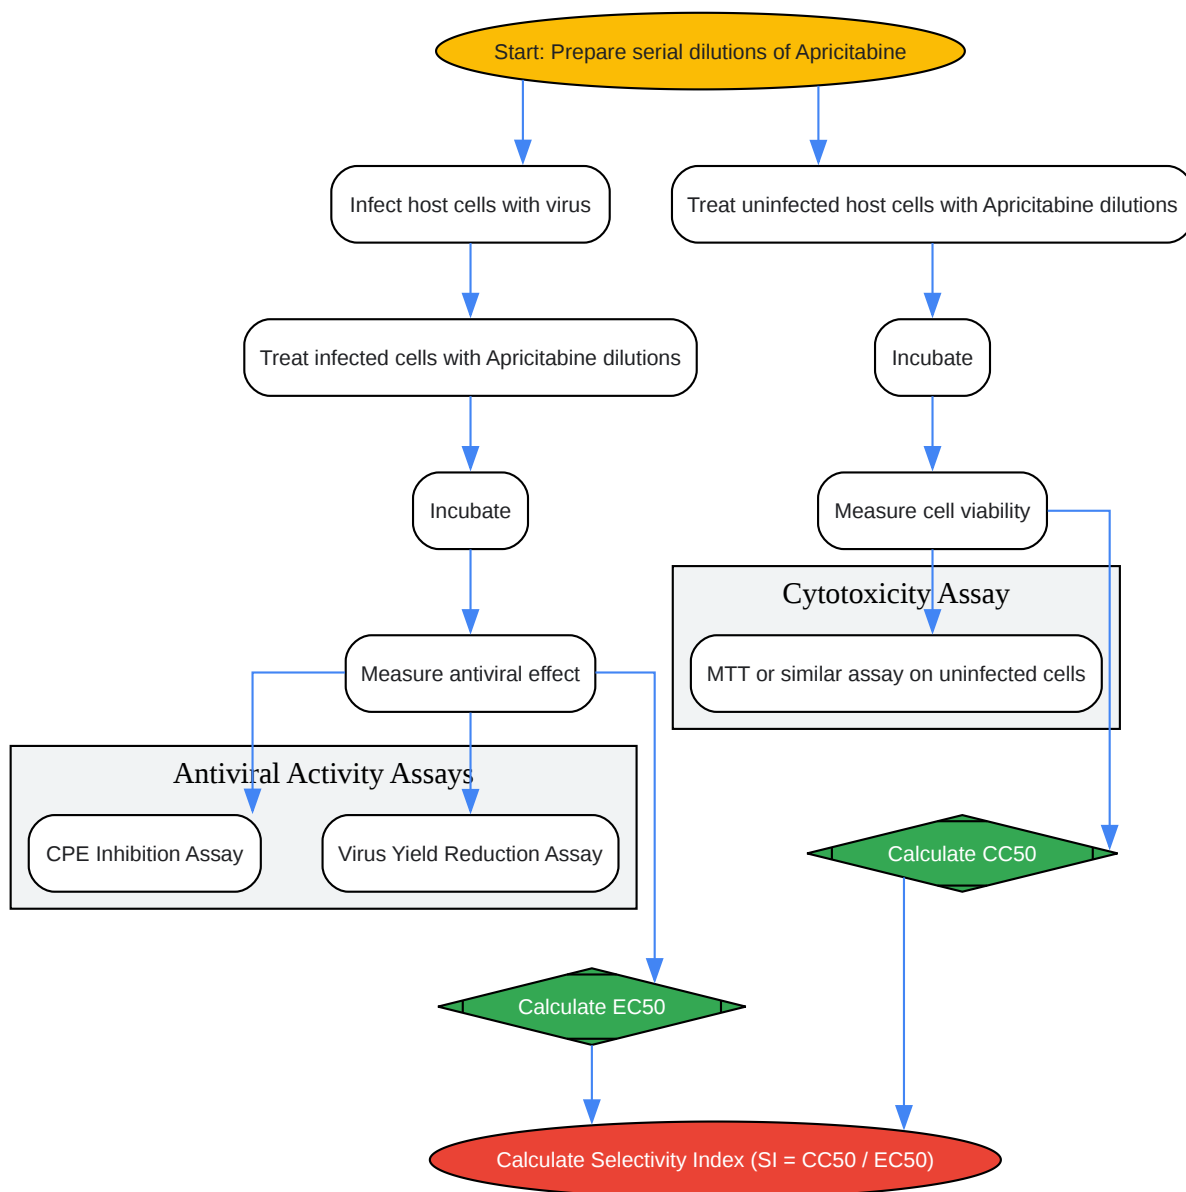 Start: Prepare serial dilutions of Apricitabine
Infect host cells with virus
Treat uninfected host cells with Apricitabine dilutions
Treat infected cells with Apricitabine dilutions
Incubate
Incubate
Measure cell viability
Cytotoxicity Assay
Measure antiviral effect
MTT or similar assay on uninfected cells
Antiviral Activity Assays
CPE Inhibition Assay
Virus Yield Reduction Assay
Calculate CC50
Calculate EC50
Calculate Selectivity Index (SI = CC50 / EC50)